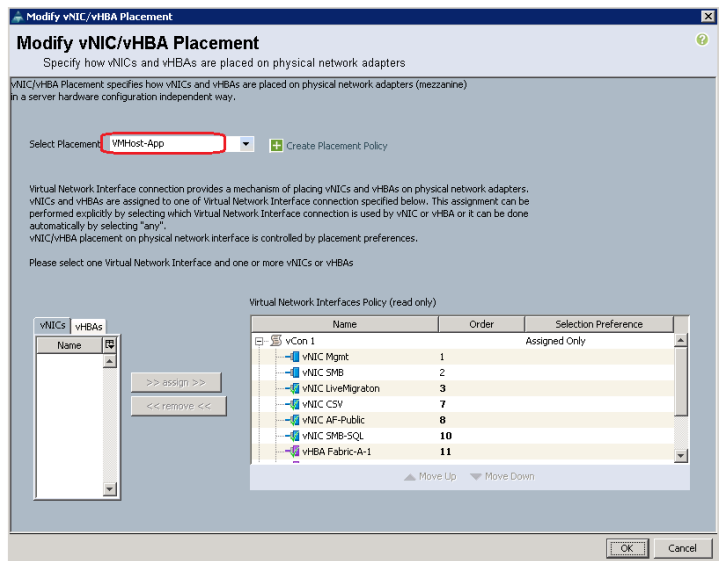 Modify vNIC/vHBA Placement
Modify vNIC/vHBA Placement
Specify how vNICs and vHBAs are placed on physical network adapters
vNIC/vHBA Placement specifies how vNICs and vHBAs are placed on physical network adapters (mezzanine)
in a server hardware configuration independent way.
Select Placement VMHost-App Create Placement Policy
Virtual Network Interface connection provides a mechanism of placing vNICs and vHBAs on physical network adapters.
vNICs and vHBAs are assigned to one of Virtual Network Interface connection specified below. This assignment can be
performed explicitly by selecting which Virtual Network Interface connection is used by vNIC or vHBA or it can be done
automatically by selecting "any".
vNIC/vHBA placement on physical network interface is controlled by placement preferences.
Please select one Virtual Network Interface and one or more vNICs or vHBAs
Virtual Network Interfaces Policy (read only)
vNICs vHBAs
Name
>> assign >>
<< remove <<
Name Order Selection Preference
vCon 1 Assigned Only
vNIC Mgmt 1
vNIC SMB 2
vNIC LiveMigraton 3
vNIC CSV 7
vNIC AF-Public 8
vNIC SMB-SQL 10
vHBA Fabric-A-1 11
Move Up Move Down
OK Cancel